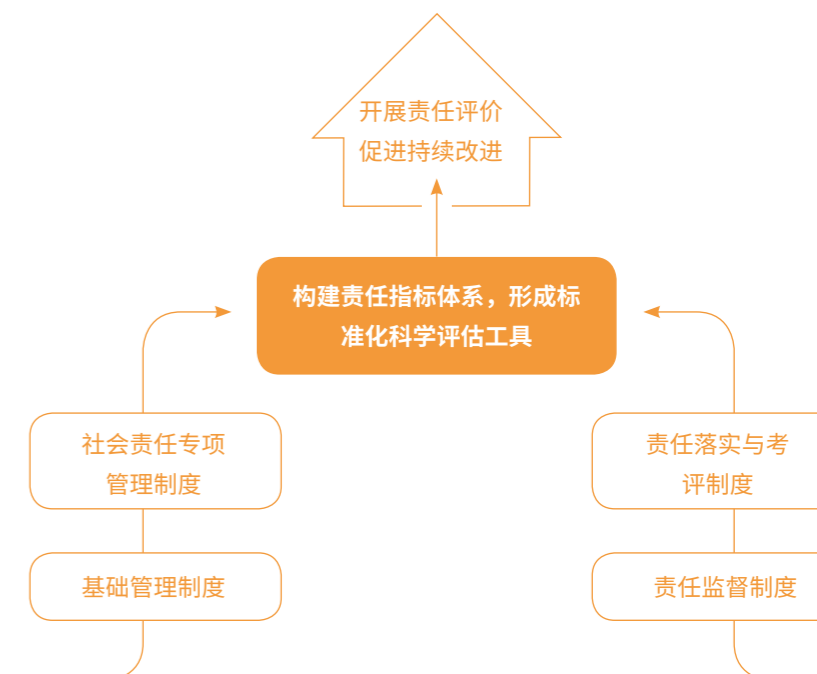 开展责任评价
促进持续改进
构建责任指标体系，形成标
准化科学评估工具
社会责任专项
管理制度
责任落实与考
评制度
基础管理制度
责任监督制度